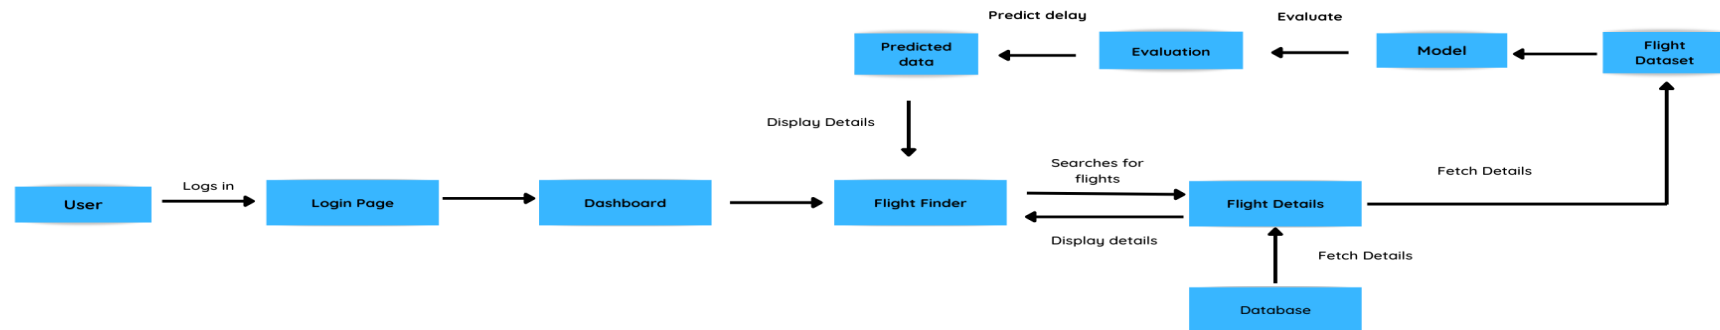 Predict delay
Evaluate
Predicted
data
Evaluation
Model
Flight
Dataset
Display Details
Searches for
flights
Fetch Details
Logs in
User
Login Page
Dashboard
Flight Finder
Flight Details
Display details
Fetch Details
Database